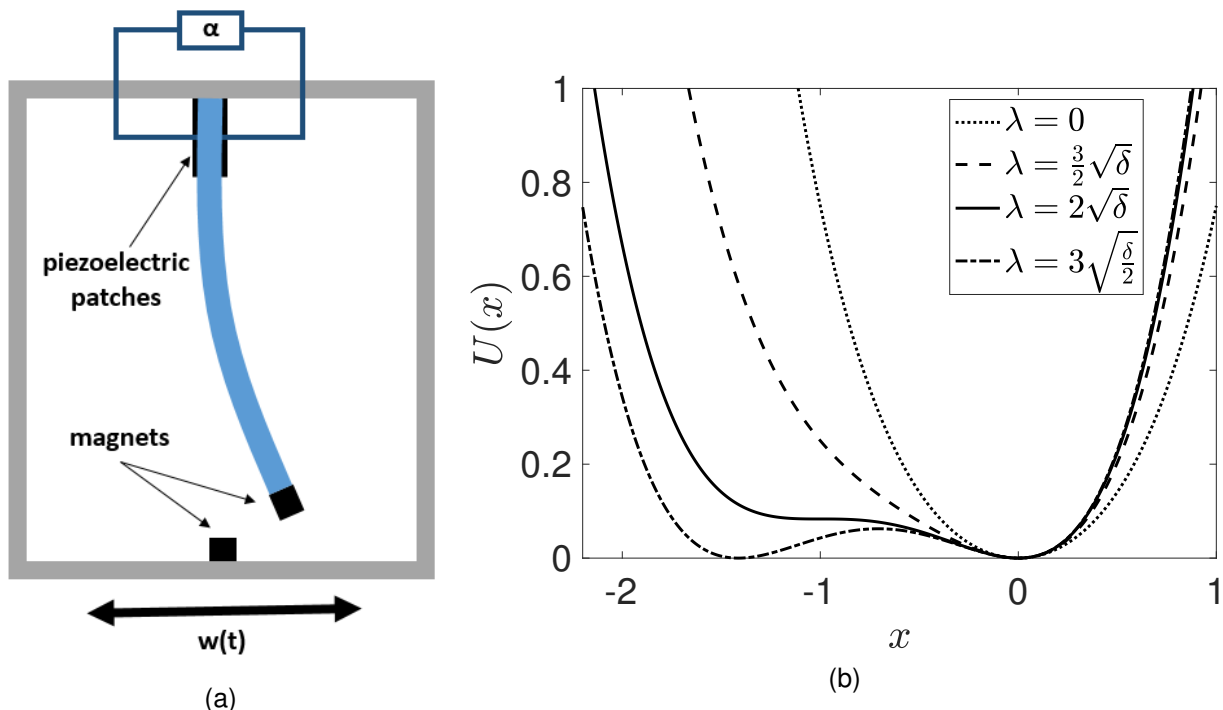 α
piezoelectric
patches
magnets
w(t)
(a)
1
0.8
0.6
0.4
0.2
0
U(x)
λ = 0
λ = 3/2 √δ
λ = 2√δ
λ = 3√(δ/2)
-2 -1 0 1
x
(b)